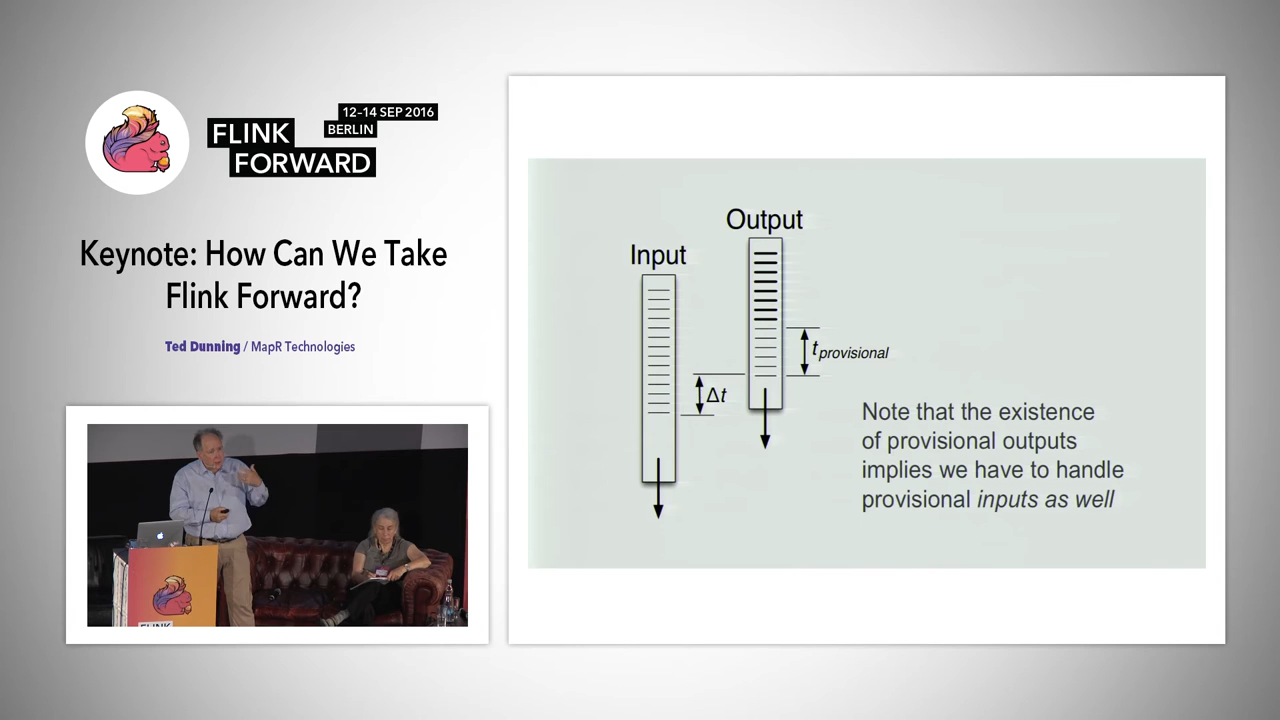 12–14 SEP 2016
BERLIN
FLINK
FORWARD
Keynote: How Can We Take
Flink Forward?
Ted Dunning / MapR Technologies
FLINK
Output
Input
tprovisional
Δt
Note that the existence
of provisional outputs
implies we have to handle
provisional inputs as well